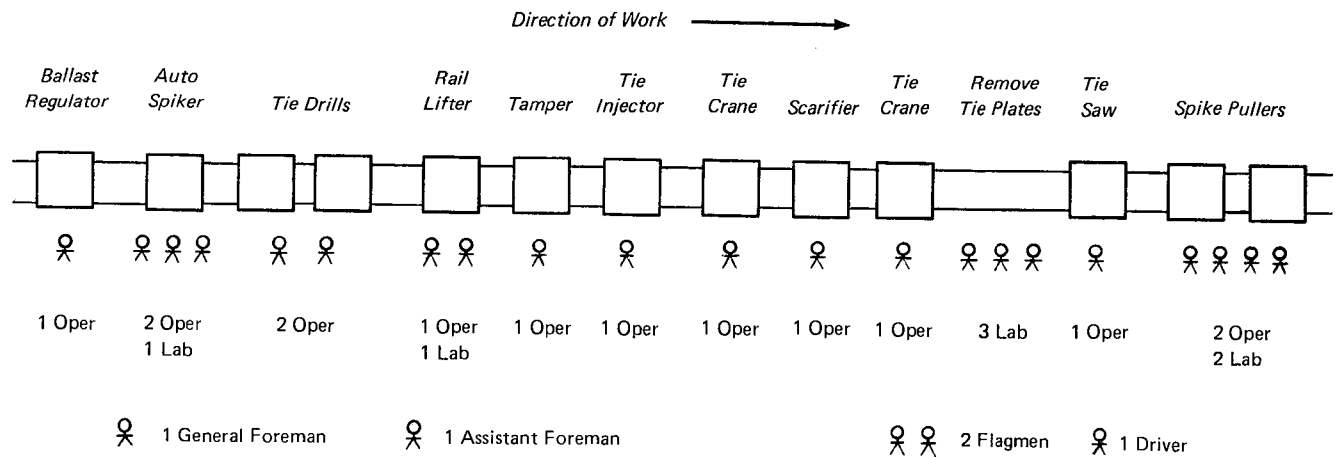 Direction of Work
Ballast Regulator
Auto Spiker
Tie Drills
Rail Lifter
Tamper
Tie Injector
Tie Crane
Scarifier
Tie Crane
Remove Tie Plates
Tie Saw
Spike Pullers
1 Oper
2 Oper
1 Lab
2 Oper
1 Oper
1 Lab
1 Oper
1 Oper
1 Oper
1 Oper
1 Oper
3 Lab
1 Oper
2 Oper
2 Lab
1 General Foreman
1 Assistant Foreman
2 Flagmen
1 Driver